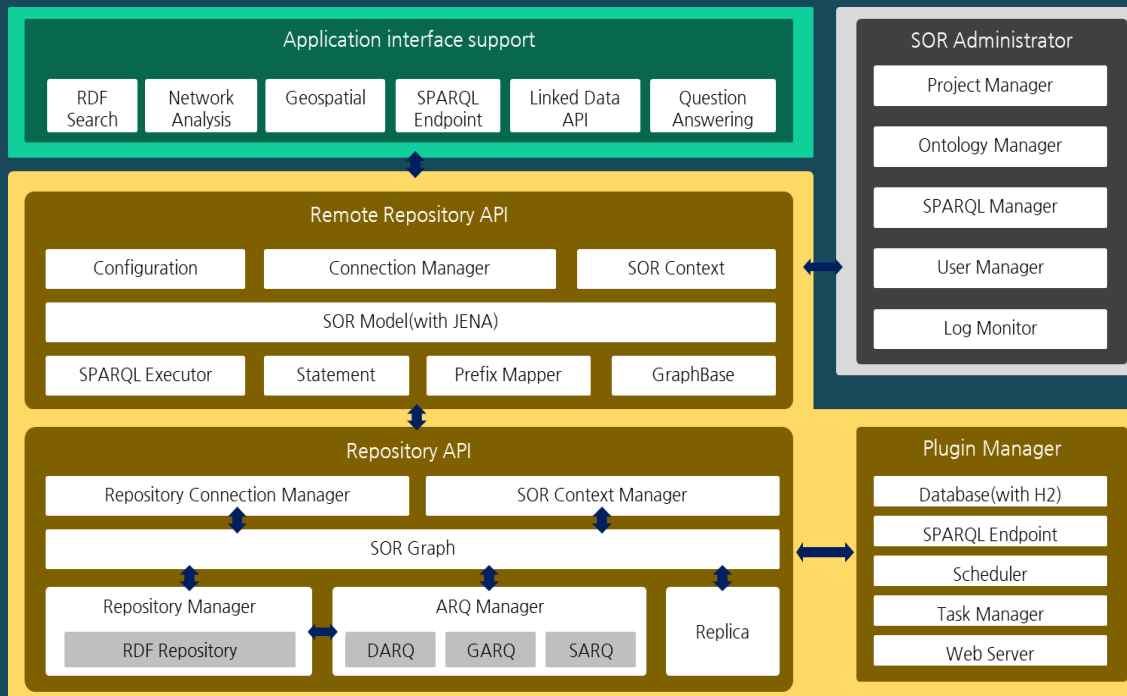 Application interface support
RDF
Search
Network
Analysis
Geospatial
SPARQL
Endpoint
Linked Data
API
Question
Answering
SOR Administrator
Project Manager
Ontology Manager
SPARQL Manager
User Manager
Log Monitor
Remote Repository API
Configuration
Connection Manager
SOR Context
SOR Model(with JENA)
SPARQL Executor
Statement
Prefix Mapper
GraphBase
Repository API
Repository Connection Manager
SOR Context Manager
SOR Graph
Repository Manager
RDF Repository
ARQ Manager
DARQ
GARQ
SARQ
Replica
Plugin Manager
Database(with H2)
SPARQL Endpoint
Scheduler
Task Manager
Web Server